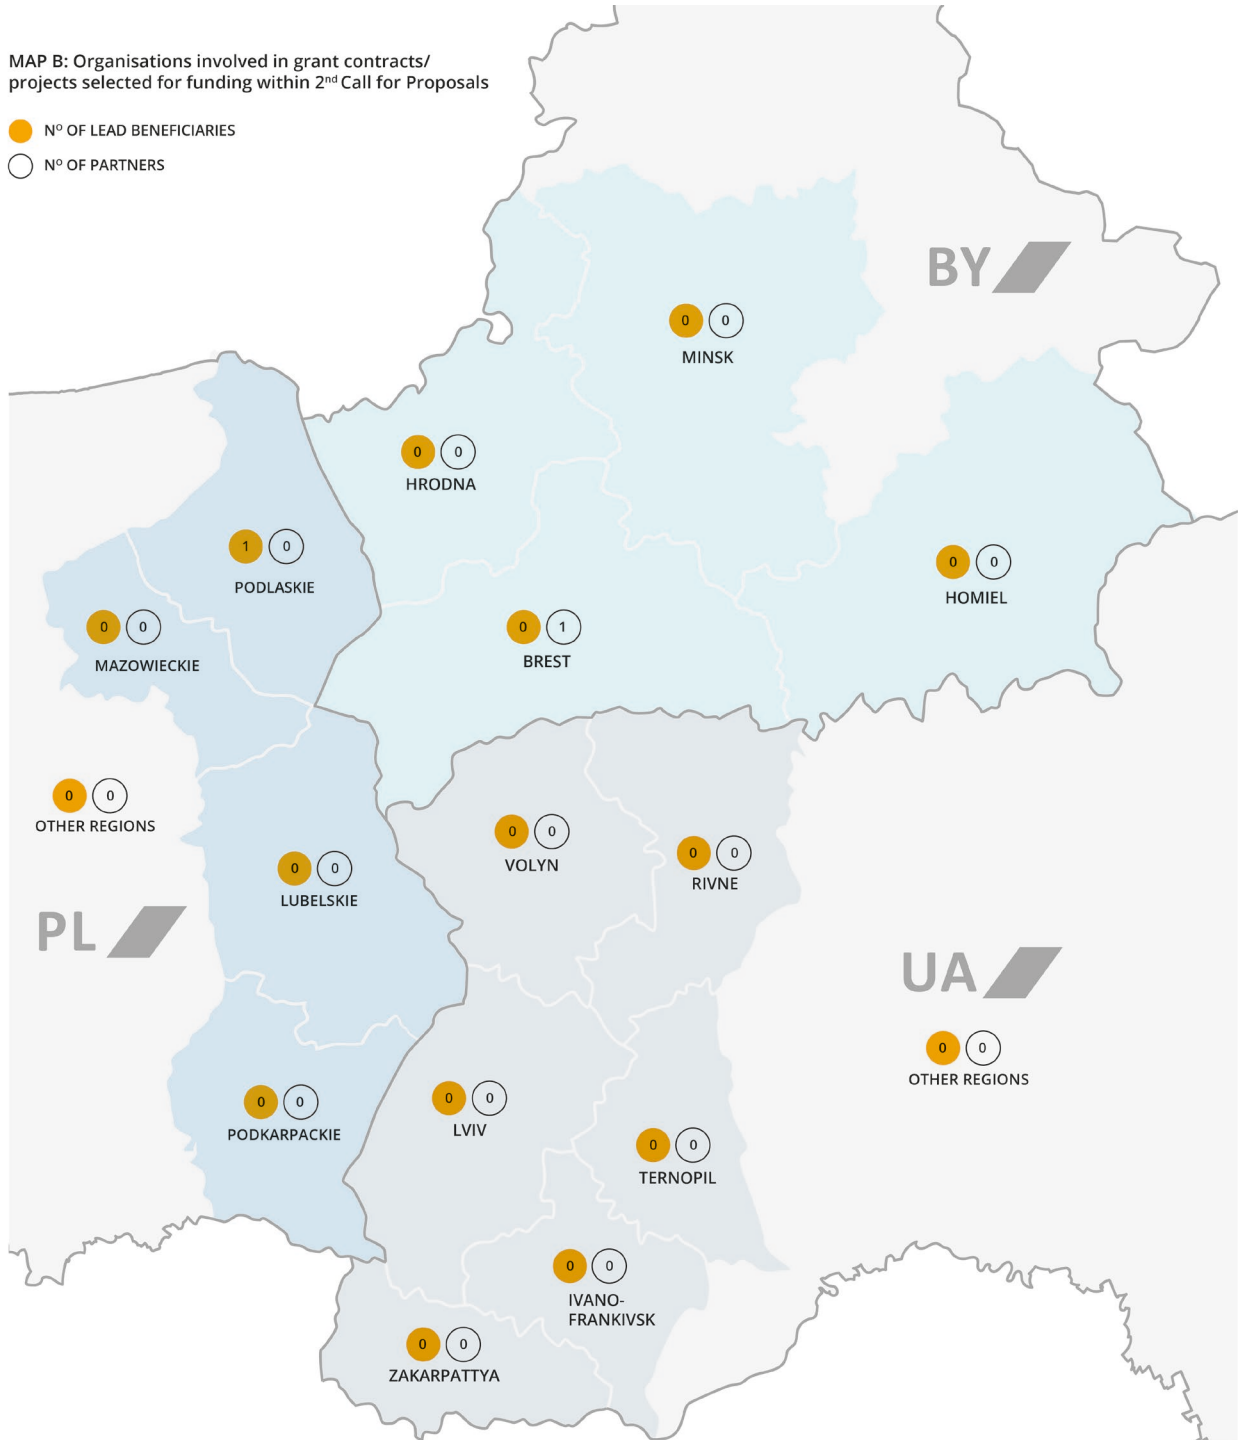 MAP B: Organisations involved in grant contracts/
projects selected for funding within 2nd Call for Proposals
Nº OF LEAD BENEFICIARIES
Nº OF PARTNERS
BY
0 0
MINSK
0 0
HRODNA
1 0
PODLASKIE
0 0
HOMIEL
0 0
MAZOWIECKIE
0 1
BREST
0 0
OTHER REGIONS
0 0
VOLYN
0 0
RIVNE
0 0
LUBELSKIE
PL
UA
0 0
OTHER REGIONS
0 0
PODKARPACKIE
0 0
LVIV
0 0
TERNOPIL
0 0
IVANO-
FRANKIVSK
0 0
ZAKARPATTYA